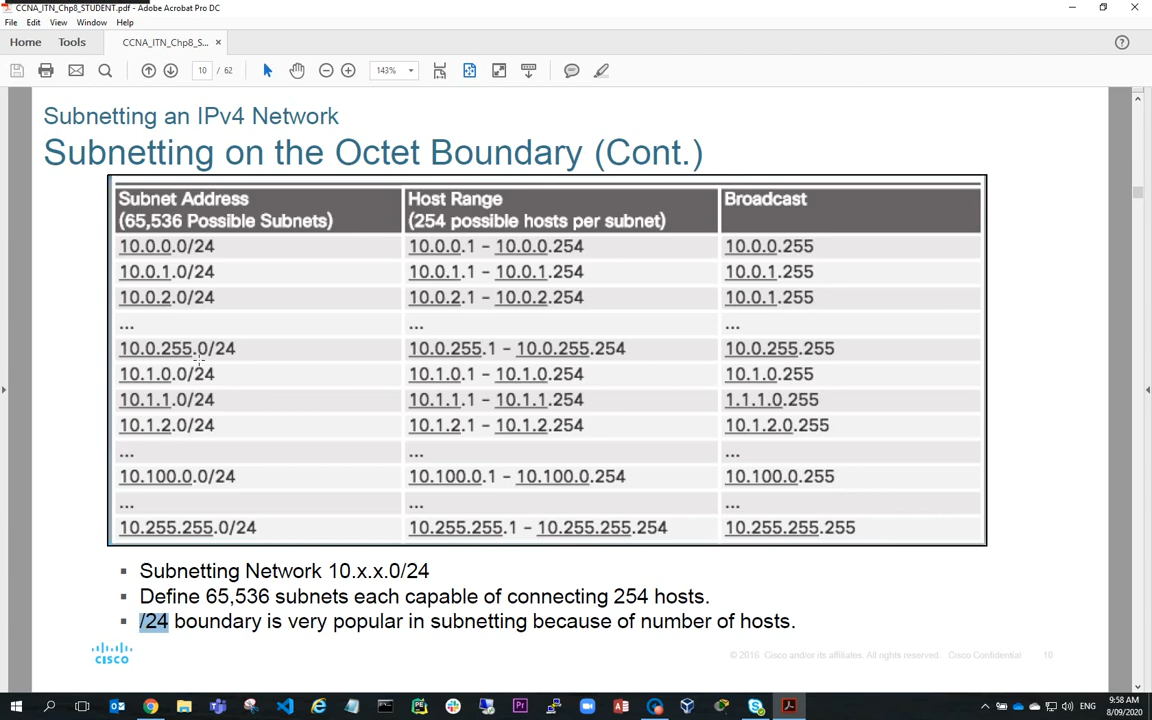 CCNA_ITN_Chp8_STUDENT.pdf - Adobe Acrobat Pro DC
File Edit View Window Help
Home Tools CCNA_ITN_Chp8_S... ×
10 / 62 143%
Subnetting an IPv4 Network
Subnetting on the Octet Boundary (Cont.)
Subnet Address (65,536 Possible Subnets) Host Range (254 possible hosts per subnet) Broadcast
10.0.0.0/24 10.0.0.1 – 10.0.0.254 10.0.0.255
10.0.1.0/24 10.0.1.1 – 10.0.1.254 10.0.1.255
10.0.2.0/24 10.0.2.1 – 10.0.2.254 10.0.1.255
... ... ...
10.0.255.0/24 10.0.255.1 – 10.0.255.254 10.0.255.255
10.1.0.0/24 10.1.0.1 – 10.1.0.254 10.1.0.255
10.1.1.0/24 10.1.1.1 – 10.1.1.254 1.1.1.0.255
10.1.2.0/24 10.1.2.1 – 10.1.2.254 10.1.2.0.255
... ... ...
10.100.0.0/24 10.100.0.1 – 10.100.0.254 10.100.0.255
... ... ...
10.255.255.0/24 10.255.255.1 – 10.255.255.254 10.255.255.255
▪ Subnetting Network 10.x.x.0/24
▪ Define 65,536 subnets each capable of connecting 254 hosts.
▪ /24 boundary is very popular in subnetting because of number of hosts.
CISCO © 2016 Cisco and/or its affiliates. All rights reserved. Cisco Confidential 10
ENG 9:58 AM
8/09/2020